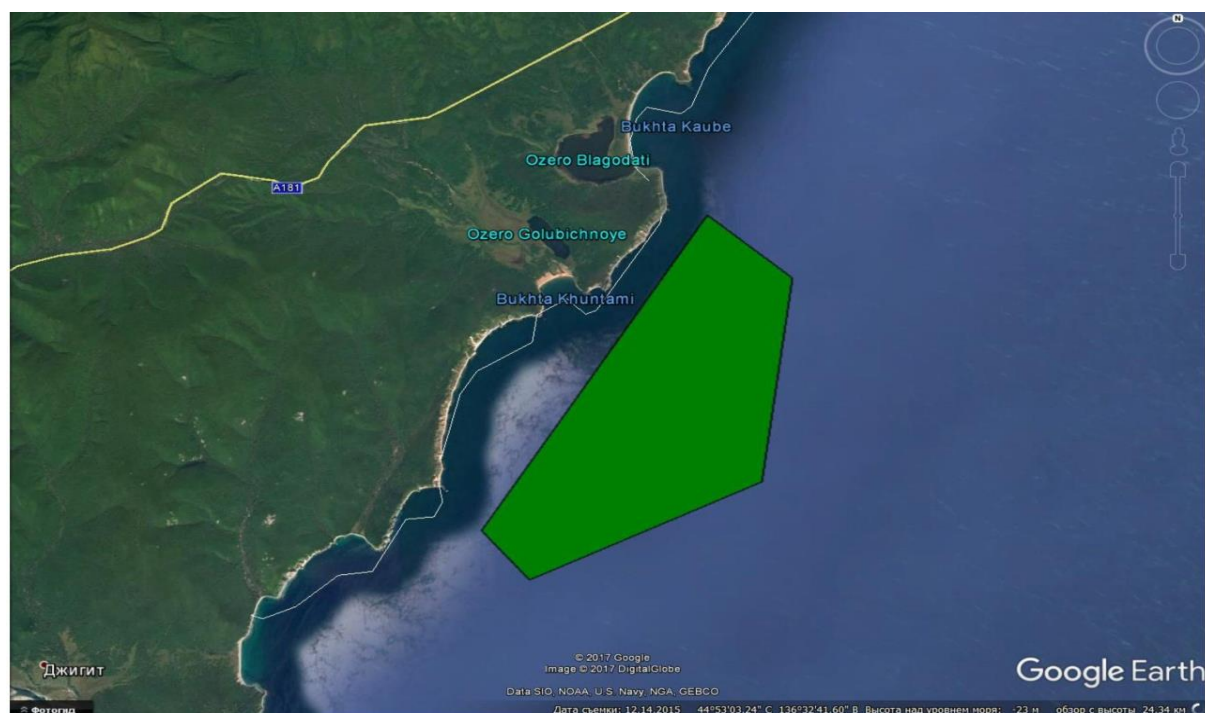 N
Bukhta Kaube
Ozero Blagodati
A181
Ozero Golubichnoye
Bukhta Khuntami
Джигит
© 2017 Google
Image © 2017 DigitalGlobe
Google Earth
Data SIO, NOAA, U.S. Navy, NGA, GEBCO
Фотогид
Дата съемки: 12.14.2015 44°53'03.24" С 136°32'41.60" В Высота над уровнем моря: -23 м обзор с высоты 24.34 км